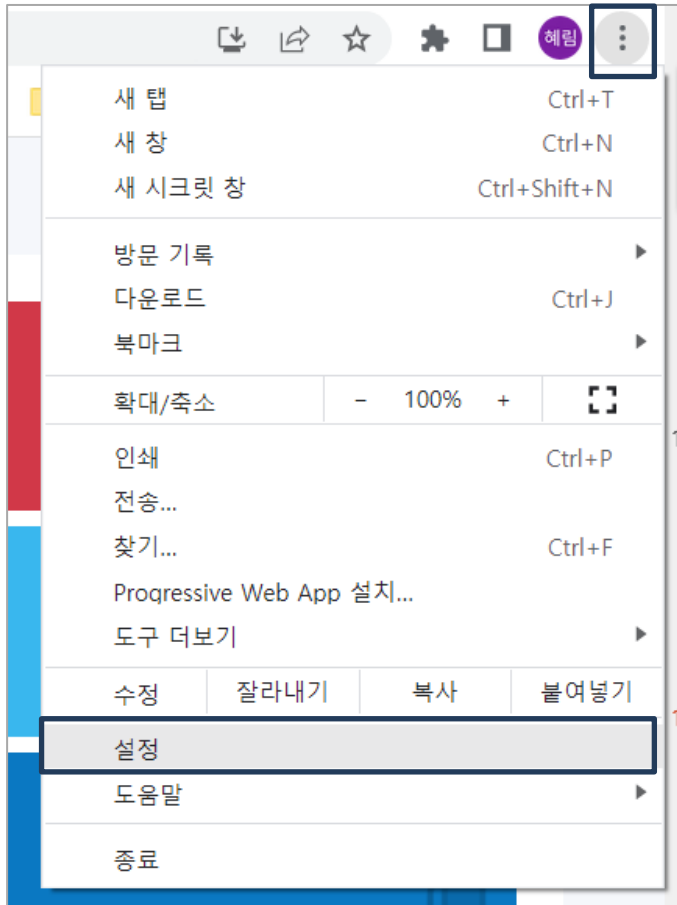 혜림
새 탭 Ctrl+T
새 창 Ctrl+N
새 시크릿 창 Ctrl+Shift+N
방문 기록
다운로드 Ctrl+J
북마크
확대/축소 - 100% +
인쇄 Ctrl+P
전송...
찾기... Ctrl+F
Progressive Web App 설치...
도구 더보기
수정 잘라내기 복사 붙여넣기
설정
도움말
종료